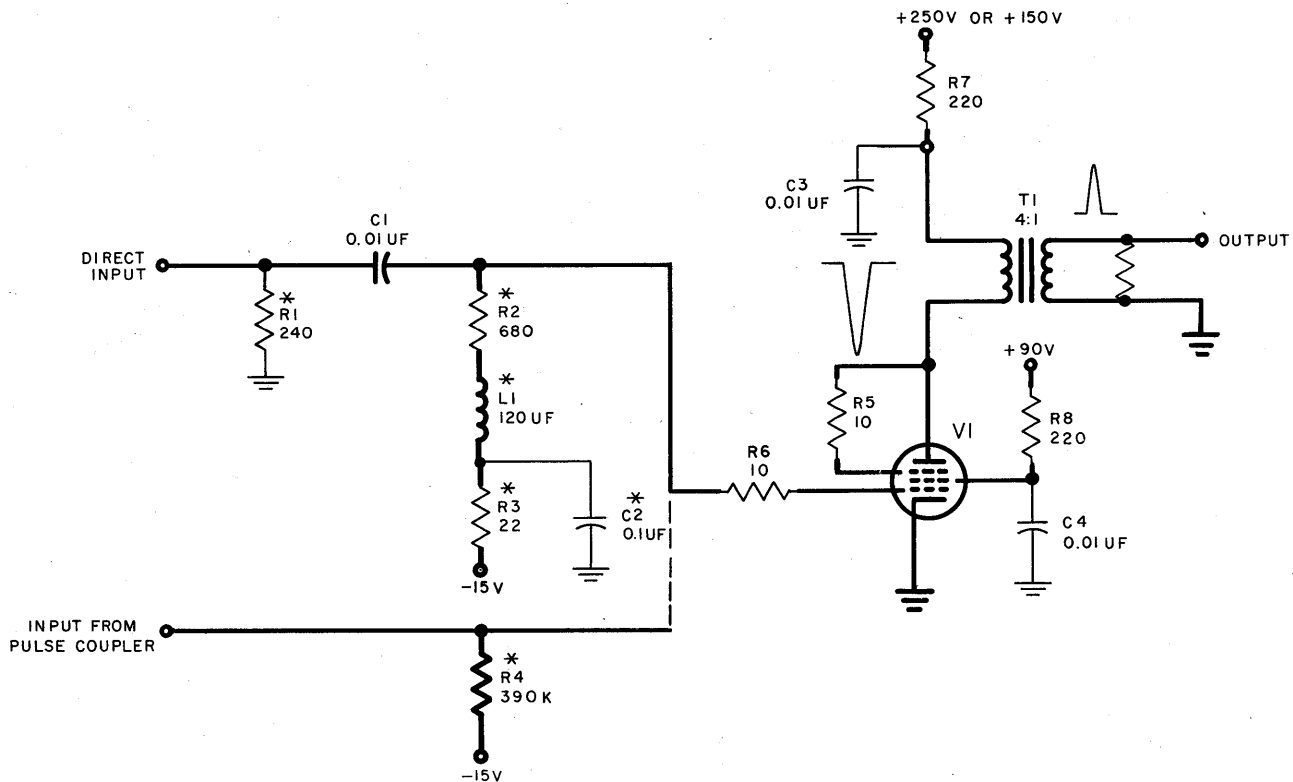 +250V OR +150V
R7
220
C3
0.01 UF
T1
4:1
OUTPUT
C1
0.01 UF
DIRECT
INPUT
*
R1
240
*
R2
680
*
L1
120 UF
*
R3
22
*
C2
0.1UF
-15V
R5
10
+90V
R8
220
V1
R6
10
C4
0.01 UF
INPUT FROM
PULSE COUPLER
*
R4
390K
-15V